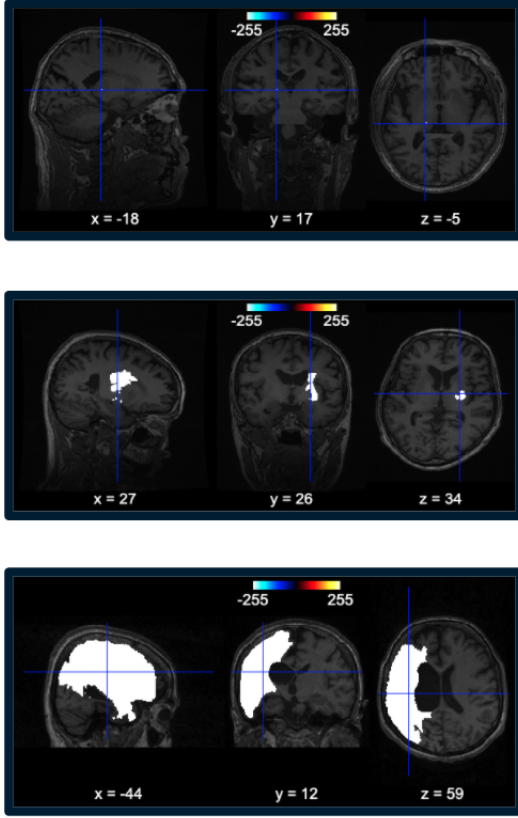 -255 255
x = -18 y = 17 z = -5
-255 255
x = 27 y = 26 z = 34
-255 255
x = -44 y = 12 z = 59